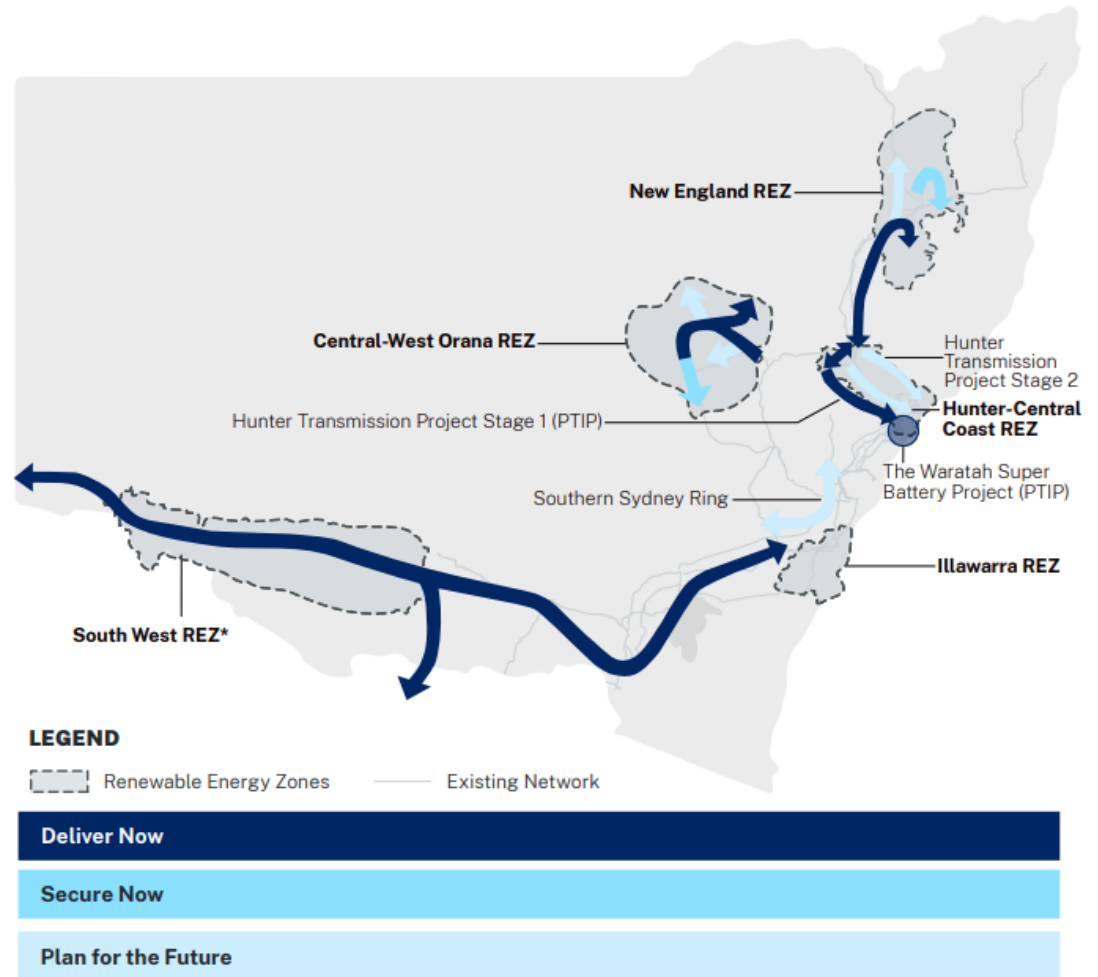 New England REZ
Central-West Orana REZ
Hunter
Transmission
Project Stage 2
Hunter Transmission Project Stage 1 (PTIP)
Hunter-Central
Coast REZ
The Waratah Super
Battery Project (PTIP)
Southern Sydney Ring
Illawarra REZ
South West REZ*
LEGEND
Renewable Energy Zones
Existing Network
Deliver Now
Secure Now
Plan for the Future